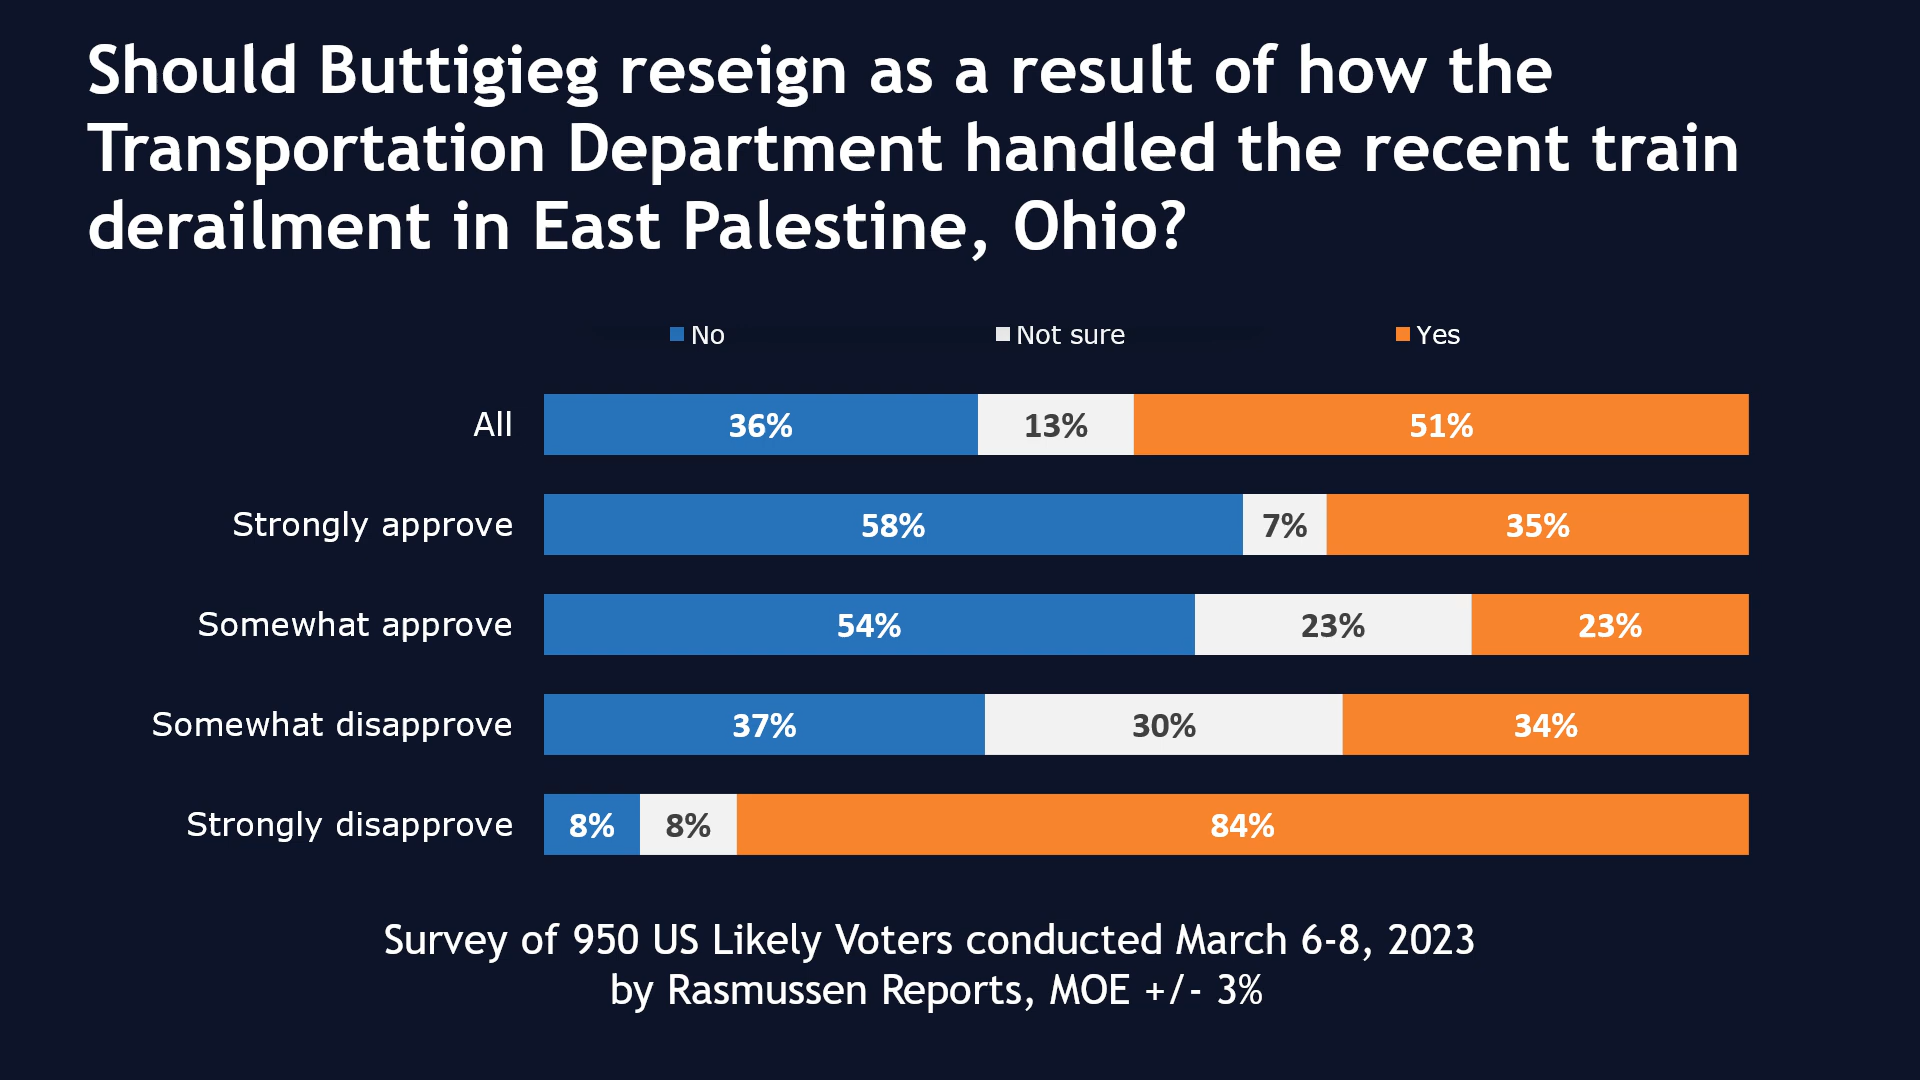 Should Buttigieg reseign as a result of how the
Transportation Department handled the recent train
derailment in East Palestine, Ohio?
No Not sure Yes
All 36% 13% 51%
Strongly approve 58% 7% 35%
Somewhat approve 54% 23% 23%
Somewhat disapprove 37% 30% 34%
Strongly disapprove 8% 8% 84%
Survey of 950 US Likely Voters conducted March 6-8, 2023
by Rasmussen Reports, MOE +/- 3%